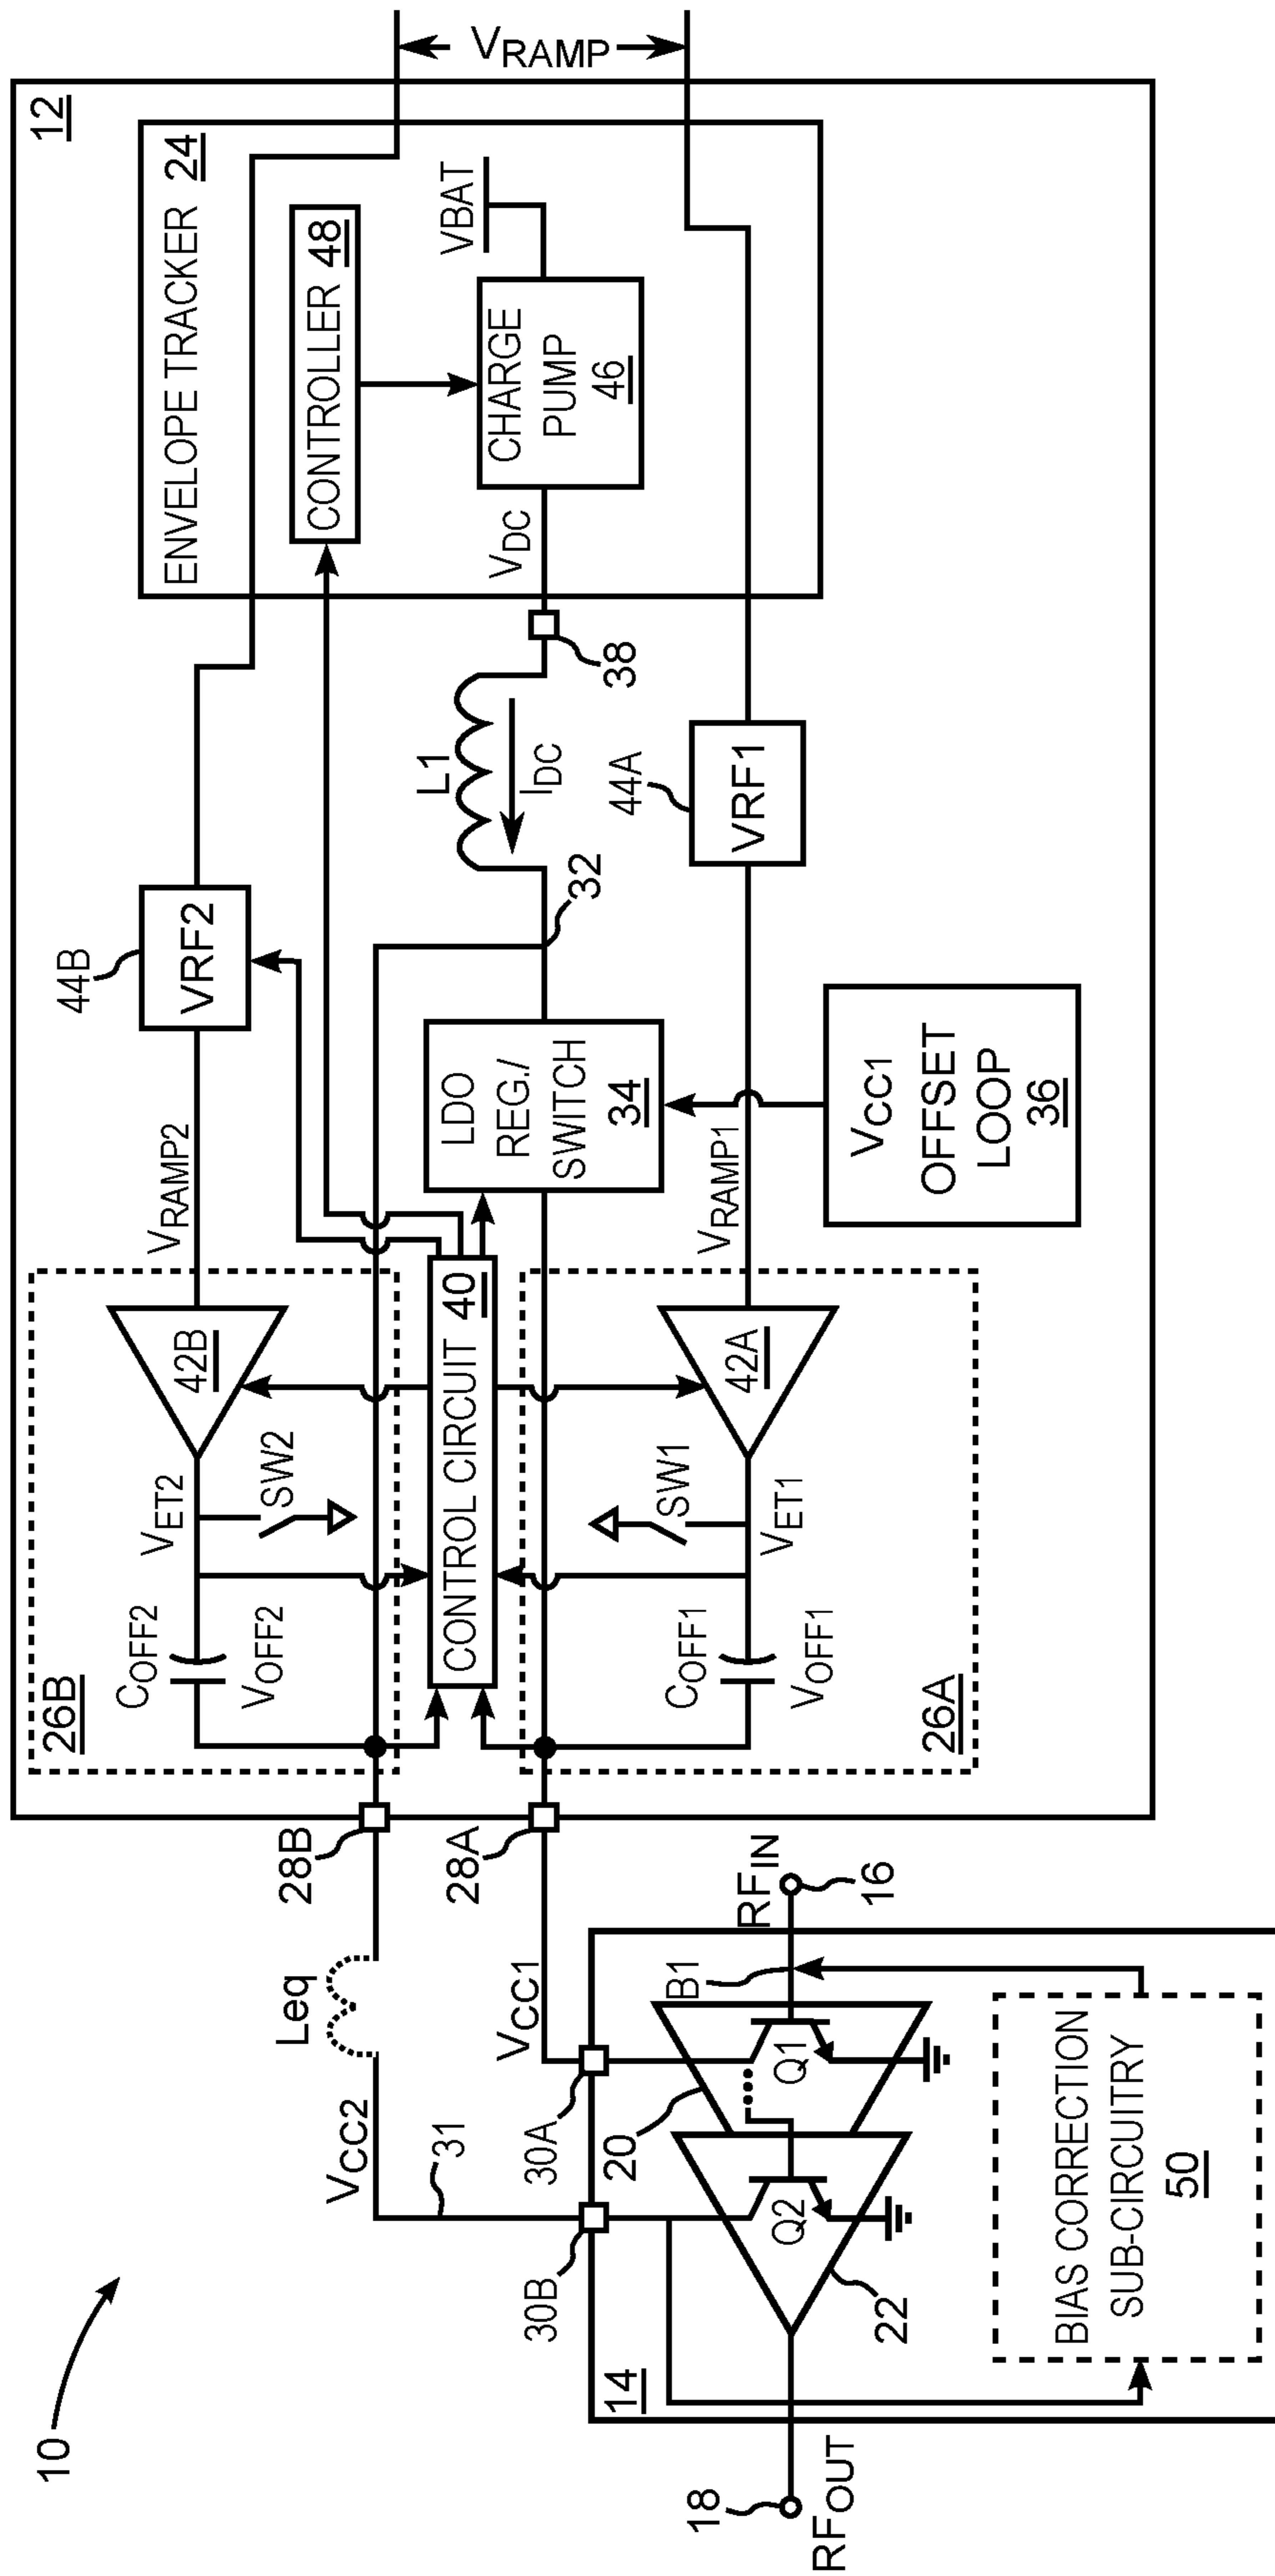 10
12
ENVELOPE TRACKER 24
CONTROLLER 48
VBAT
CHARGE
PUMP
46
VDC
38
VRAMP
44B
VRF2
L1
IDC
32
44A
VRF1
LDO
REG./
SWITCH
34
VCC1
OFFSET
LOOP
36
VRAMP2
VRAMP1
26B
42B
VET2
SW2
COFF2
VOFF2
CONTROL CIRCUIT 40
42A
SW1
VET1
COFF1
VOFF1
26A
28B
28A
Leq
VCC2
31
VCC1
30A
30B
14
RFIN
16
B1
20
Q1
Q2
22
BIAS CORRECTION
SUB-CIRCUITRY
50
18
RFOUT